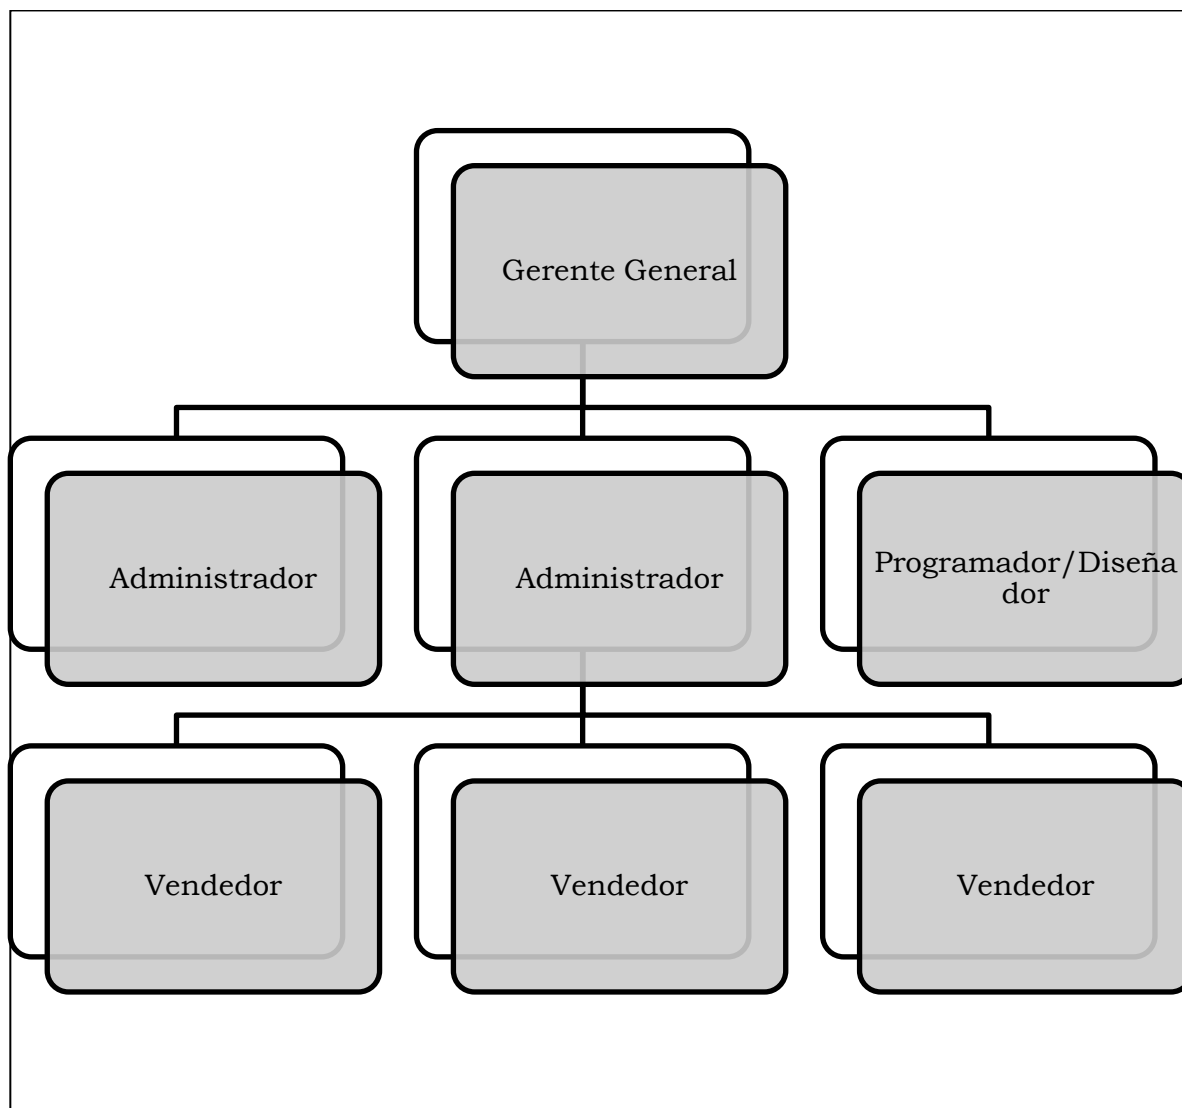 Gerente General
Administrador
Administrador
Programador/Diseña
dor
Vendedor
Vendedor
Vendedor